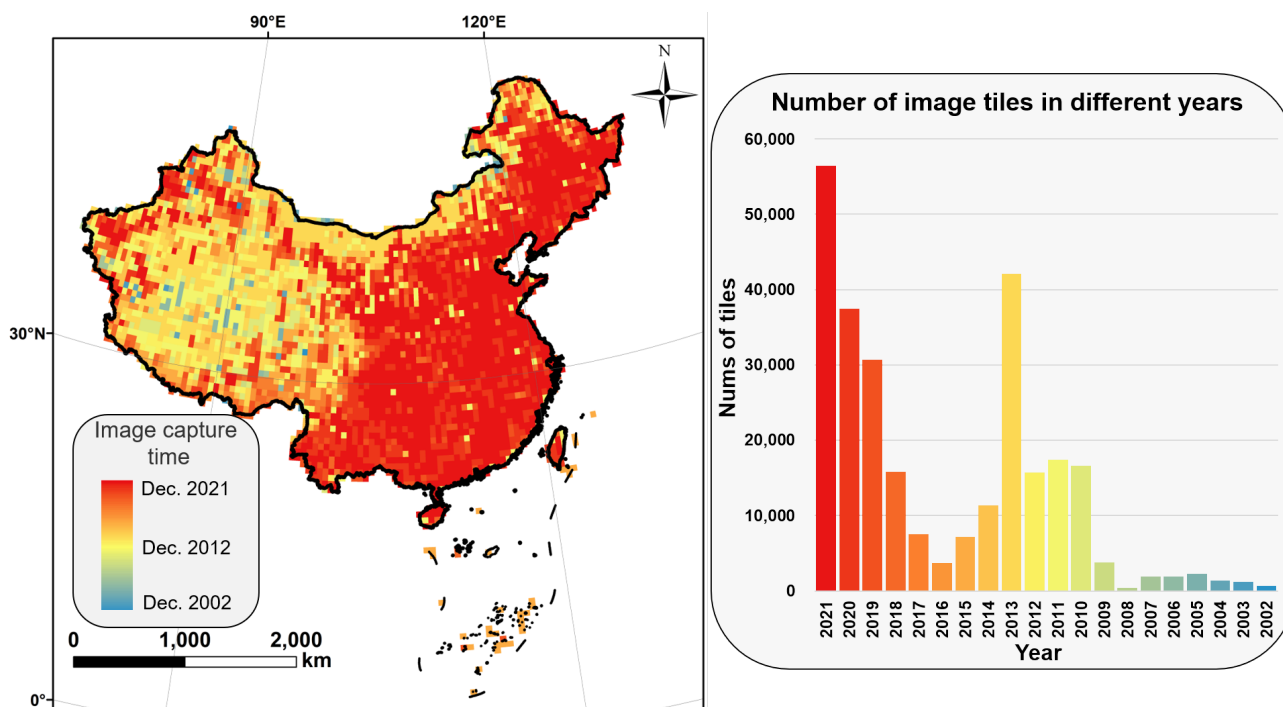 90°E
120°E
N
30°N
0°
Image capture
time
Dec. 2021
Dec. 2012
Dec. 2002
0
1,000
2,000
km
Number of image tiles in different years
Nums of tiles
60,000
50,000
40,000
30,000
20,000
10,000
0
2021
2020
2019
2018
2017
2016
2015
2014
2013
2012
2011
2010
2009
2008
2007
2006
2005
2004
2003
2002
Year